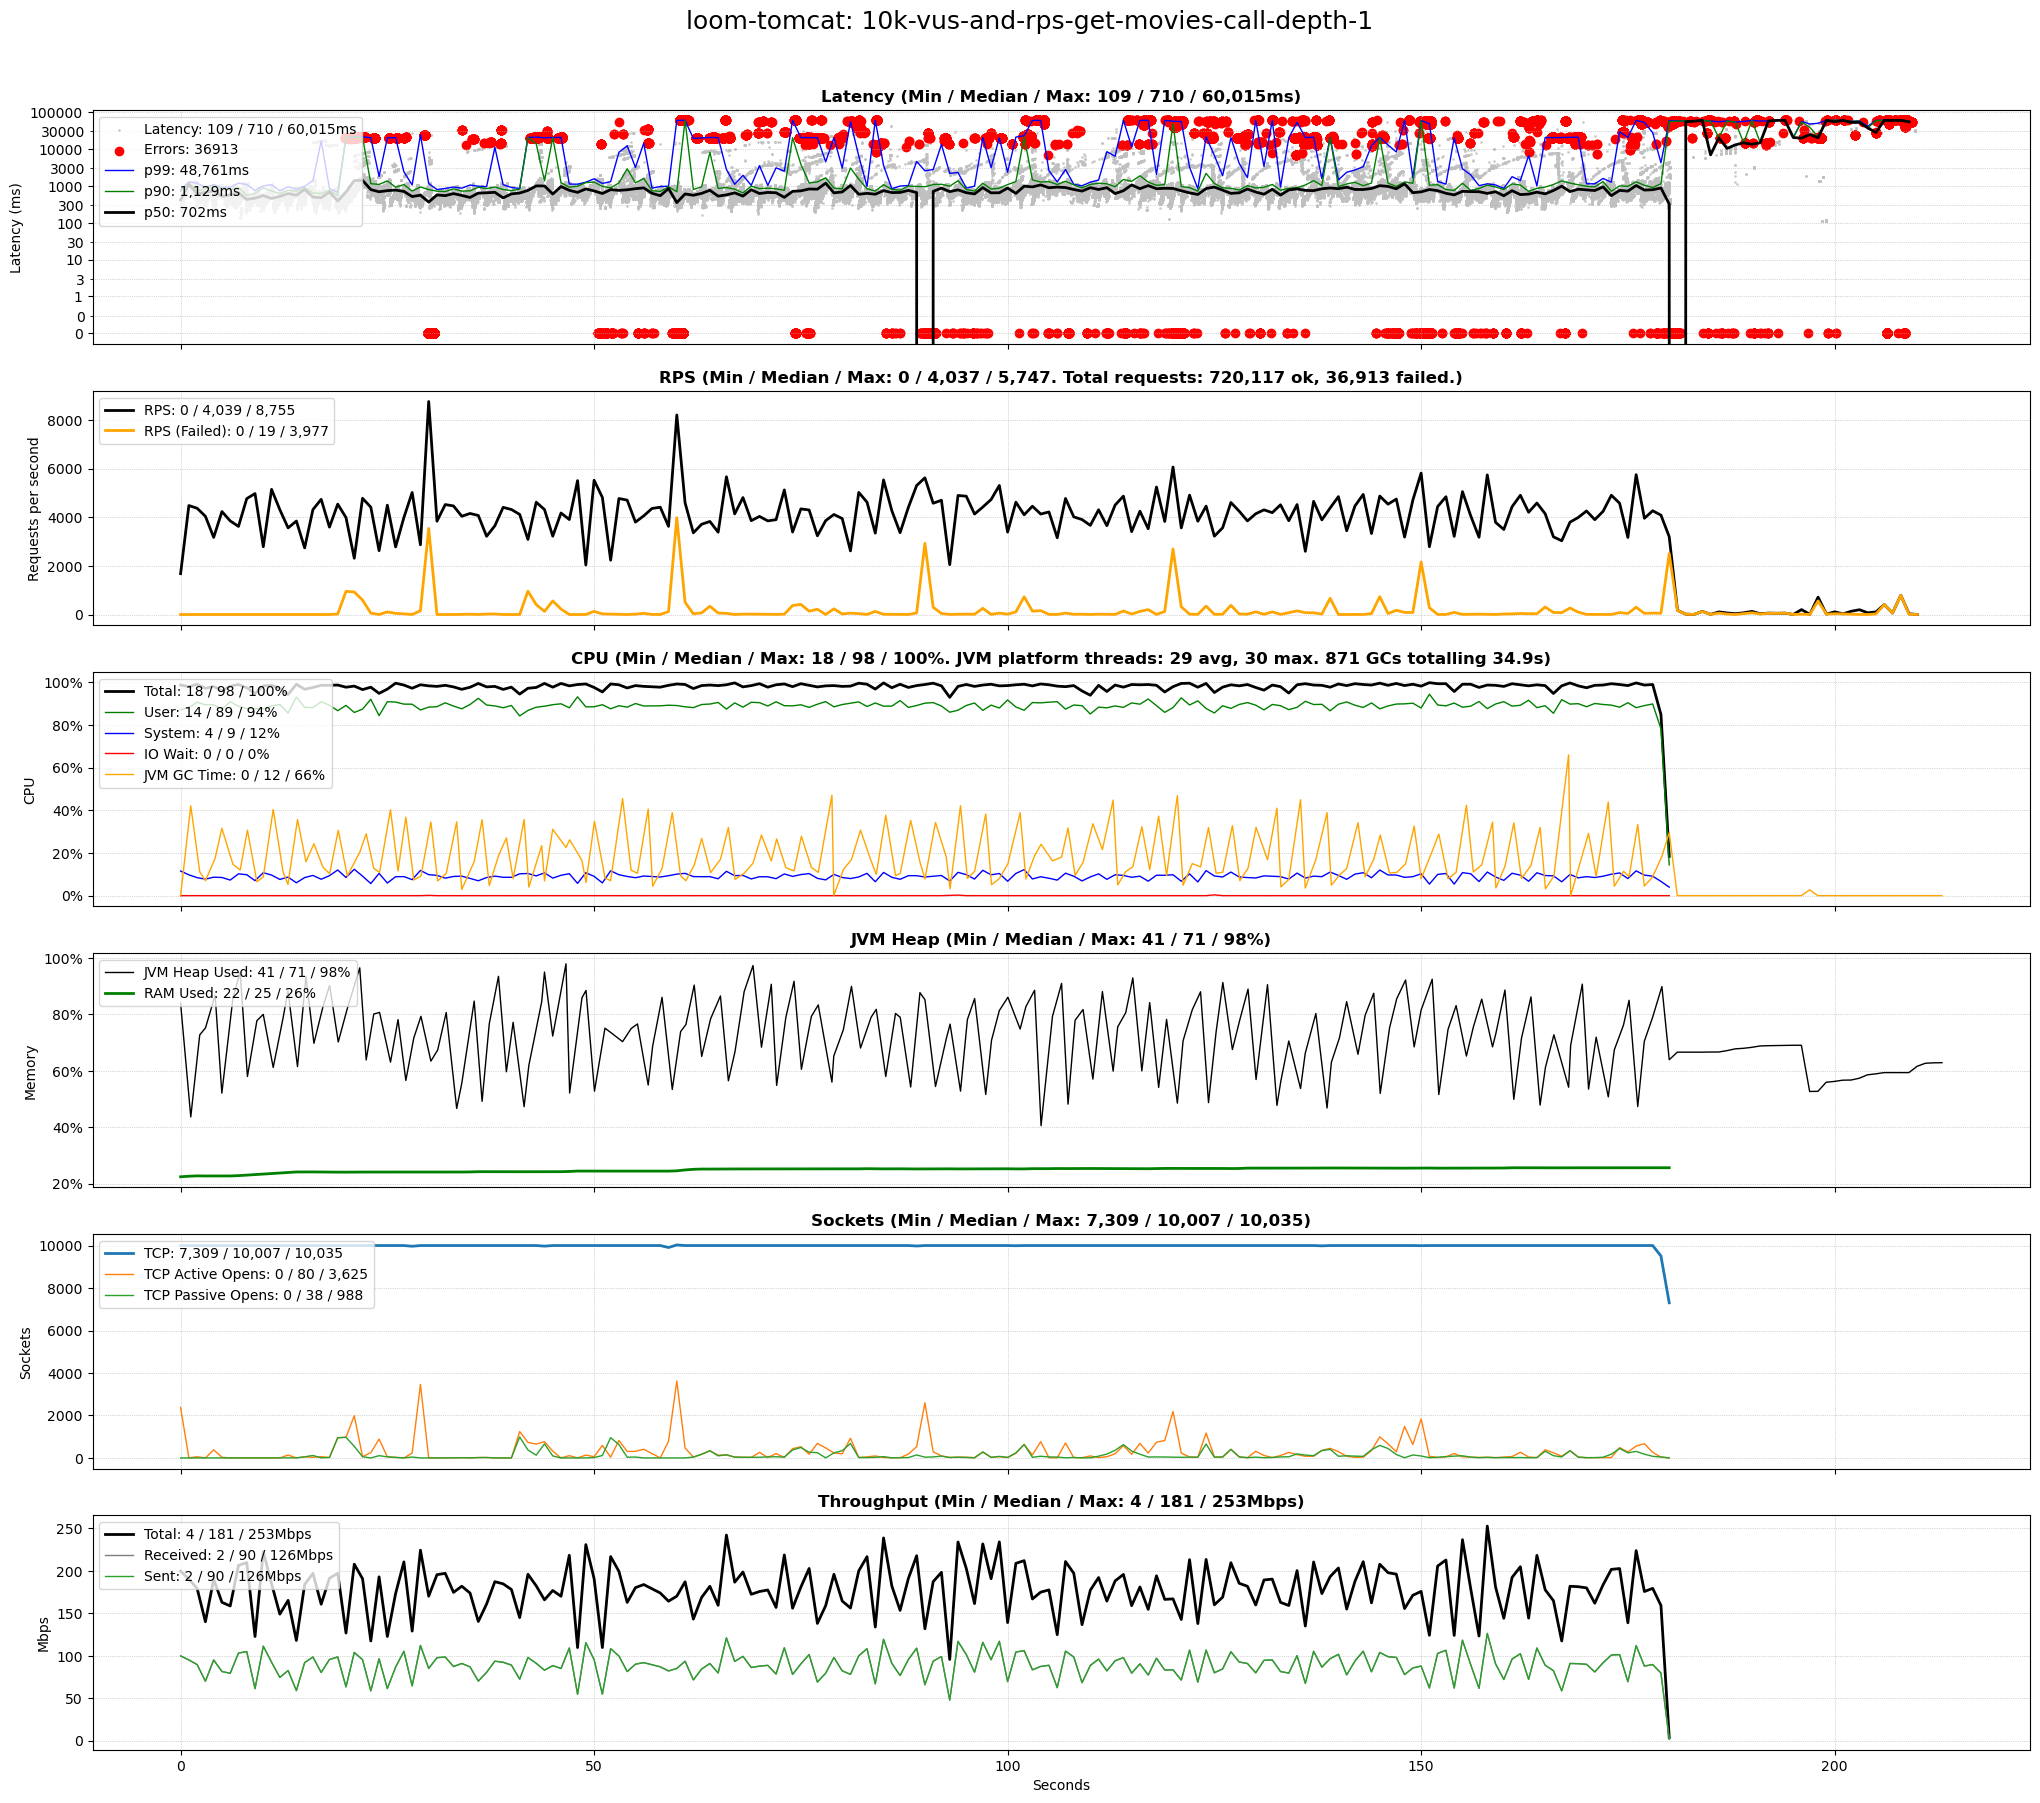 loom-tomcat: 10k-vus-and-rps-get-movies-call-depth-1
Latency (Min / Median / Max: 109 / 710 / 60,015ms)
Latency (ms)
100000
30000
10000
3000
1000
300
100
30
10
3
1
0
0
Latency: 109 / 710 / 60,015ms
Errors: 36913
p99: 48,761ms
p90: 1,129ms
p50: 702ms
RPS (Min / Median / Max: 0 / 4,037 / 5,747. Total requests: 720,117 ok, 36,913 failed.)
Requests per second
8000
6000
4000
2000
0
RPS: 0 / 4,039 / 8,755
RPS (Failed): 0 / 19 / 3,977
CPU (Min / Median / Max: 18 / 98 / 100%. JVM platform threads: 29 avg, 30 max. 871 GCs totalling 34.9s)
CPU
100%
80%
60%
40%
20%
0%
Total: 18 / 98 / 100%
User: 14 / 89 / 94%
System: 4 / 9 / 12%
IO Wait: 0 / 0 / 0%
JVM GC Time: 0 / 12 / 66%
JVM Heap (Min / Median / Max: 41 / 71 / 98%)
Memory
100%
80%
60%
40%
20%
JVM Heap Used: 41 / 71 / 98%
RAM Used: 22 / 25 / 26%
Sockets (Min / Median / Max: 7,309 / 10,007 / 10,035)
Sockets
10000
8000
6000
4000
2000
0
TCP: 7,309 / 10,007 / 10,035
TCP Active Opens: 0 / 80 / 3,625
TCP Passive Opens: 0 / 38 / 988
Throughput (Min / Median / Max: 4 / 181 / 253Mbps)
Mbps
250
200
150
100
50
0
Total: 4 / 181 / 253Mbps
Received: 2 / 90 / 126Mbps
Sent: 2 / 90 / 126Mbps
0 50 100 150 200
Seconds